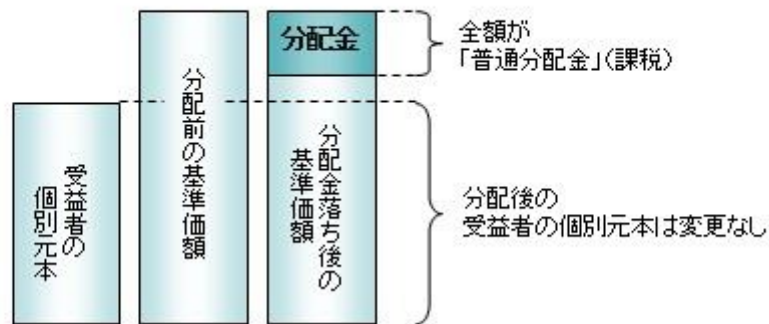 受益者の
個別元本
分配前の基準価額
分配金
分配金落ち後の
基準価額
全額が
「普通分配金」(課税)
分配後の
受益者の個別元本は変更なし